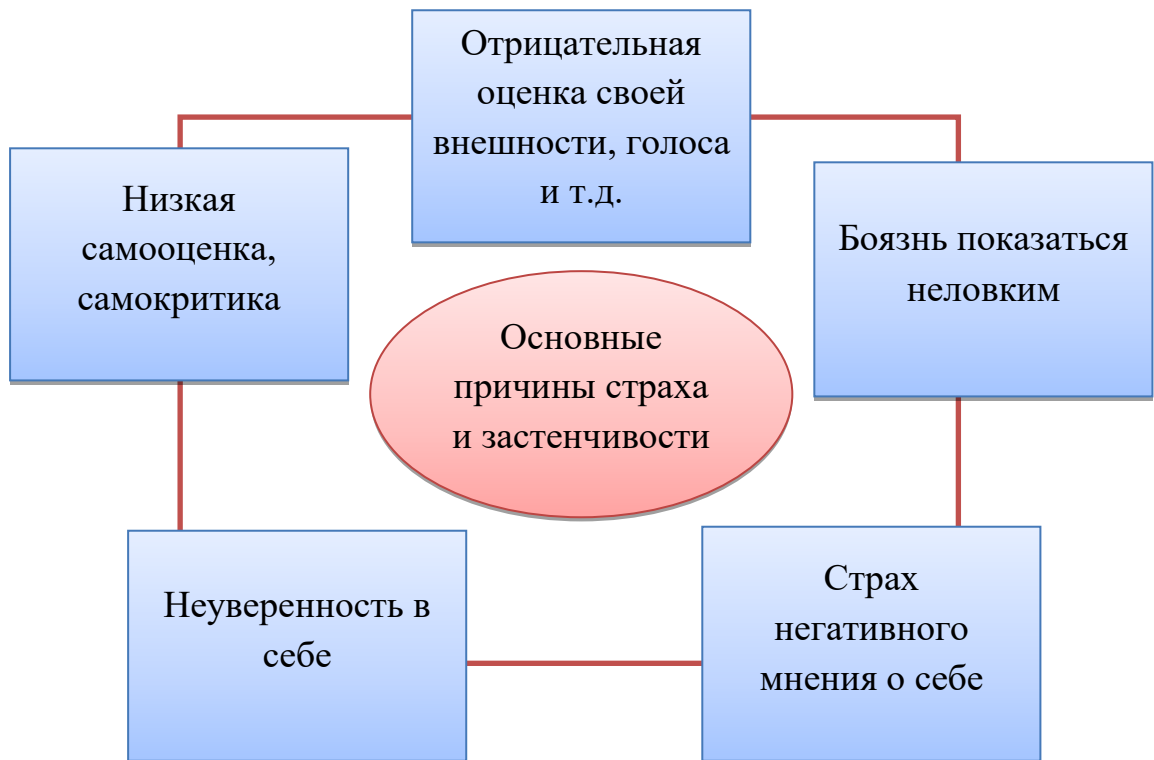 Отрицательная
оценка своей
внешности, голоса
и т.д.
Низкая
самооценка,
самокритика
Боязнь показаться
неловким
Основные
причины страха
и застенчивости
Неуверенность в
себе
Страх
негативного
мнения о себе